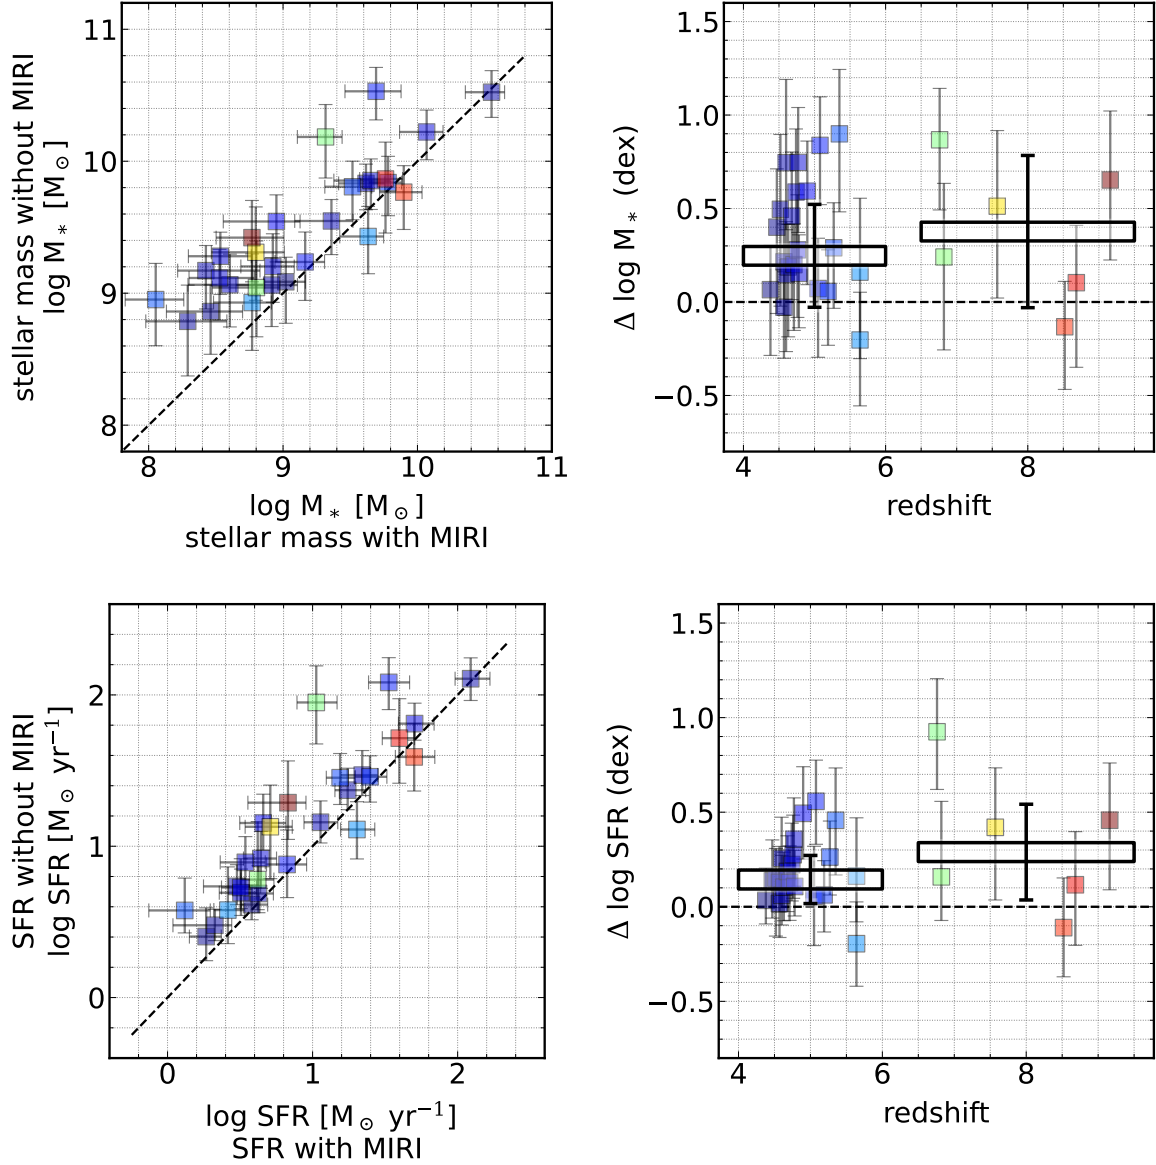 11
10
9
8
8 9 10 11
stellar mass without MIRI
log M* [M⊙]
log M* [M⊙]
stellar mass with MIRI
1.5
1.0
0.5
0.0
−0.5
4 6 8
Δ log M* (dex)
redshift
2
1
0
0 1 2
SFR without MIRI
log SFR [M⊙ yr⁻¹]
log SFR [M⊙ yr⁻¹]
SFR with MIRI
1.5
1.0
0.5
0.0
−0.5
4 6 8
Δ log SFR (dex)
redshift